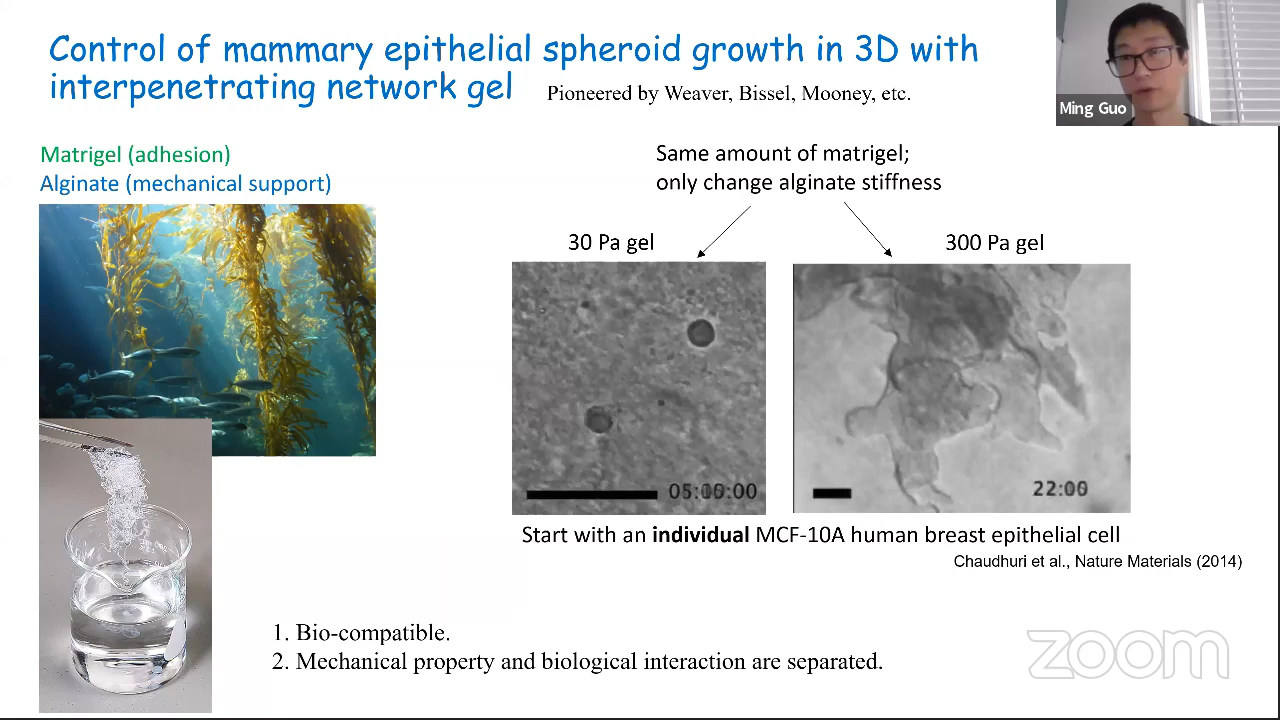 Control of mammary epithelial spheroid growth in 3D with
interpenetrating network gel
Pioneered by Weaver, Bissel, Mooney, etc.
Ming Guo
Matrigel (adhesion)
Alginate (mechanical support)
Same amount of matrigel;
only change alginate stiffness
30 Pa gel
300 Pa gel
22:00
Start with an individual MCF-10A human breast epithelial cell
Chaudhuri et al., Nature Materials (2014)
1. Bio-compatible.
2. Mechanical property and biological interaction are separated.
zoom